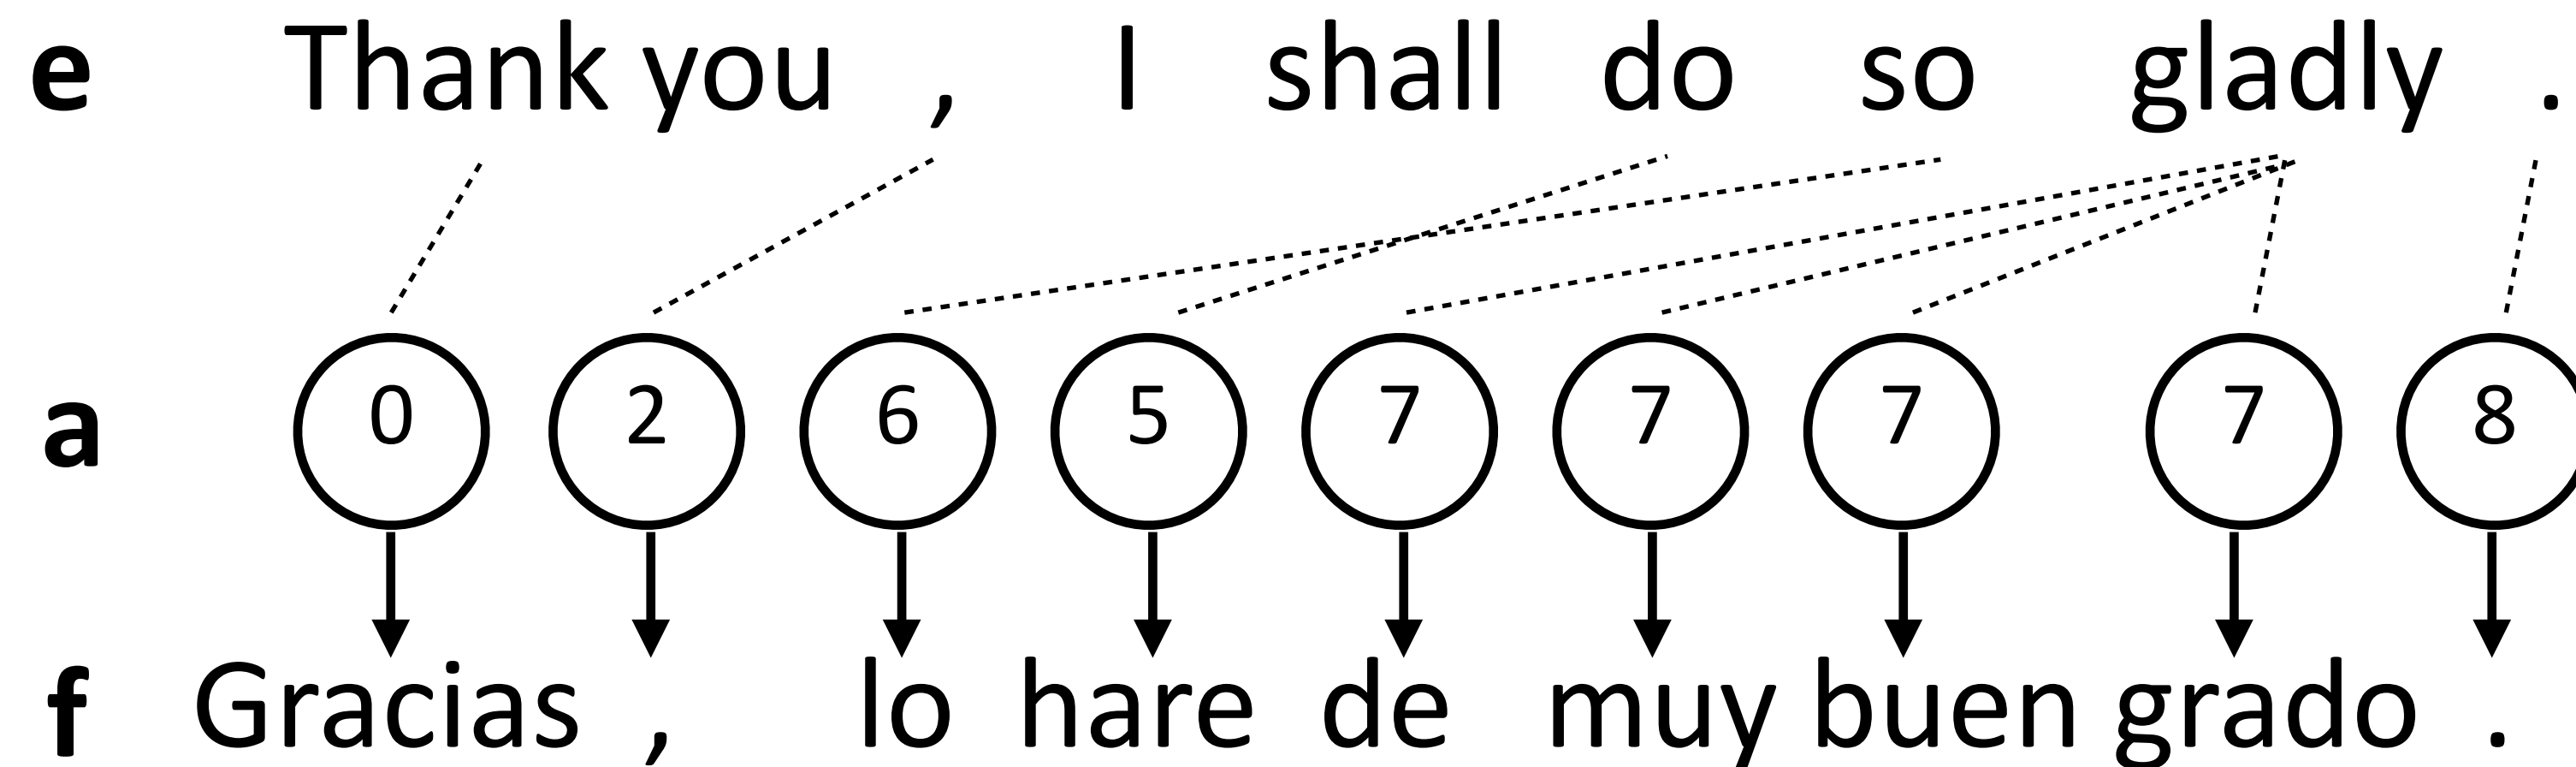 e Thank you , I shall do so gladly .
a 0 2 6 5 7 7 7 7 8
f Gracias , lo hare de muy buen grado .